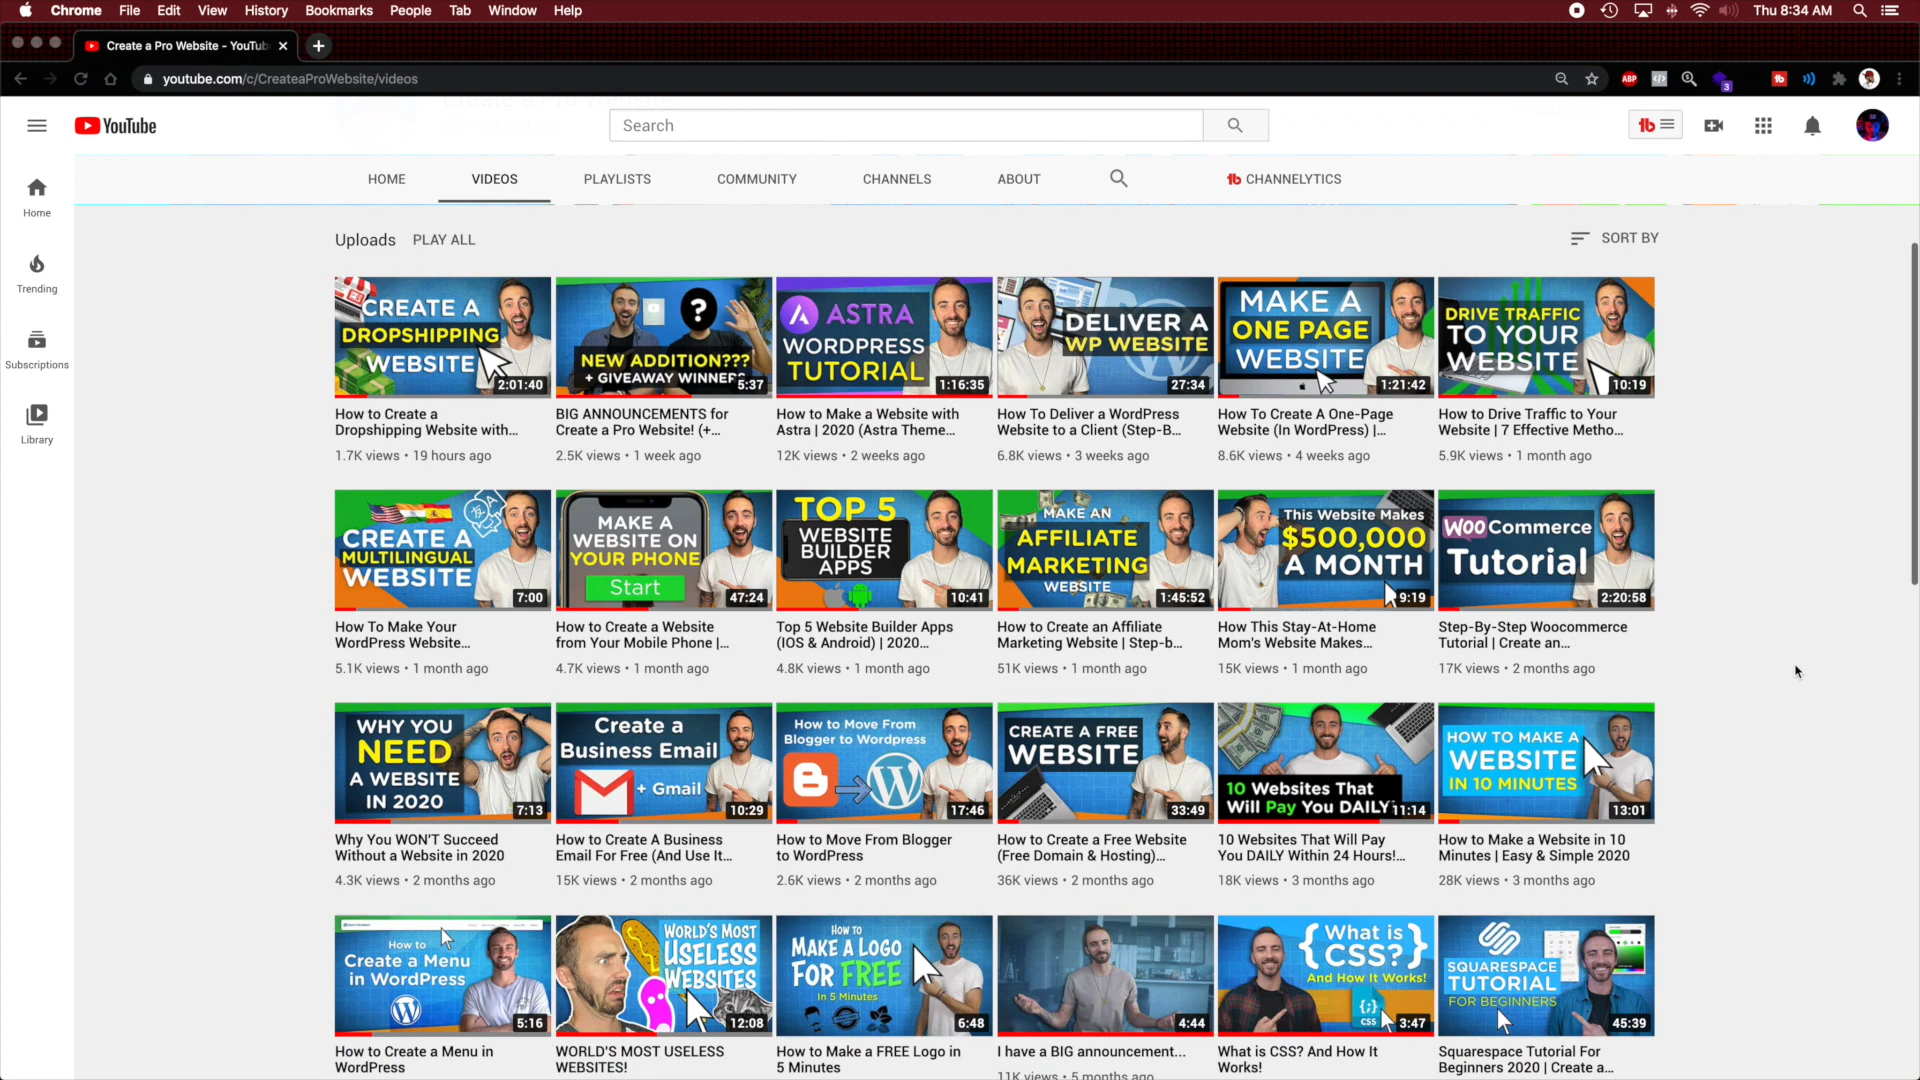 Chrome File Edit View History Bookmarks People Tab Window Help
Thu 8:34 AM
Create a Pro Website - YouTub
youtube.com/c/CreateaProWebsite/videos
ABP
3
YouTube
Search
HOME VIDEOS PLAYLISTS COMMUNITY CHANNELS ABOUT CHANNELYTICS
Home
Trending
Subscriptions
Library
Uploads PLAY ALL
SORT BY
CREATE A
DROPSHIPPING
WEBSITE
2:01:40
How to Create a
Dropshipping Website with...
1.7K views • 19 hours ago
?
NEW ADDITION???
+ GIVEAWAY WINNERS
5:37
BIG ANNOUNCEMENTS for
Create a Pro Website! (+...
2.5K views • 1 week ago
ASTRA
WORDPRESS
TUTORIAL
1:16:35
How to Make a Website with
Astra | 2020 (Astra Theme...
12K views • 2 weeks ago
DELIVER A
WP WEBSITE
27:34
How To Deliver a WordPress
Website to a Client (Step-B...
6.8K views • 3 weeks ago
MAKE A
ONE PAGE
WEBSITE
1:21:42
How To Create A One-Page
Website (In WordPress) |...
8.6K views • 4 weeks ago
DRIVE TRAFFIC
TO YOUR
WEBSITE
10:19
How to Drive Traffic to Your
Website | 7 Effective Metho...
5.9K views • 1 month ago
CREATE A
MULTILINGUAL
WEBSITE
7:00
How To Make Your
WordPress Website...
5.1K views • 1 month ago
MAKE A
WEBSITE ON
YOUR PHONE
Start
47:24
How to Create a Website
from Your Mobile Phone |...
4.7K views • 1 month ago
TOP 5
WEBSITE
BUILDER
APPS
10:41
Top 5 Website Builder Apps
(IOS & Android) | 2020...
4.8K views • 1 month ago
MAKE AN
AFFILIATE
MARKETING
WEBSITE
1:45:52
How to Create an Affiliate
Marketing Website | Step-b...
51K views • 1 month ago
This Website Makes
$500,000
A MONTH
9:19
How This Stay-At-Home
Mom's Website Makes...
15K views • 1 month ago
WOOCommerce
Tutorial
2:20:58
Step-By-Step Woocommerce
Tutorial | Create an...
17K views • 2 months ago
WHY YOU
NEED
A WEBSITE
IN 2020
7:13
Why You WON'T Succeed
Without a Website in 2020
4.3K views • 2 months ago
Create a
Business Email
+ Gmail
10:29
How to Create A Business
Email For Free (And Use It...
15K views • 2 months ago
How to Move From
Blogger to Wordpress
17:46
How to Move From Blogger
to WordPress
2.6K views • 2 months ago
CREATE A FREE
WEBSITE
33:49
How to Create a Free Website
(Free Domain & Hosting)...
36K views • 2 months ago
10 Websites That
Will Pay You DAILY!
11:14
10 Websites That Will Pay
You DAILY Within 24 Hours!...
18K views • 3 months ago
HOW TO MAKE A
WEBSITE
IN 10 MINUTES
13:01
How to Make a Website in 10
Minutes | Easy & Simple 2020
28K views • 3 months ago
How to
Create a Menu
in WordPress
5:16
How to Create a Menu in
WordPress
WORLD'S MOST
USELESS
WEBSITES
12:08
WORLD'S MOST USELESS
WEBSITES!
HOW TO
MAKE A LOGO
FOR FREE
In 5 Minutes
6:48
How to Make a FREE Logo in
5 Minutes
4:44
I have a BIG announcement...
11K views • 5 months ago
{ What is
CSS? }
And How It Works!
CSS
3:47
What is CSS? And How It
Works!
SQUARESPACE
TUTORIAL
FOR BEGINNERS
45:39
Squarespace Tutorial For
Beginners 2020 | Create a...